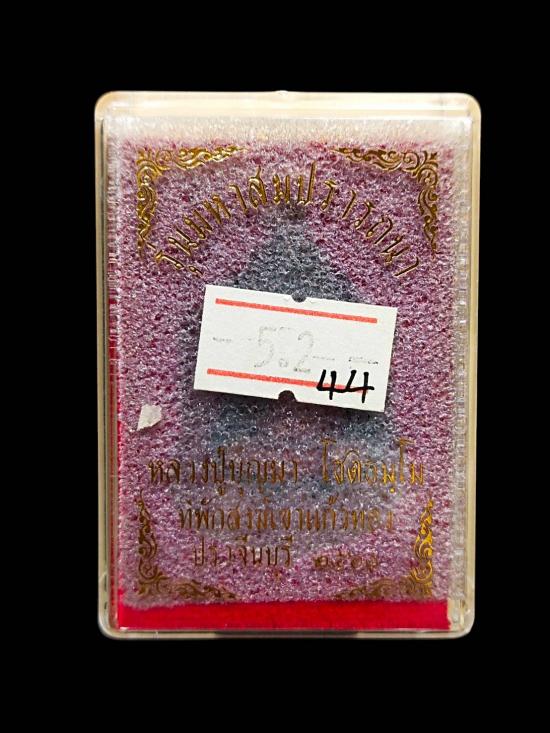 รุ่นมหาสมปรารถนา
44
หลวงปู่บุญมา โชติธมฺโม
ที่พักสงฆ์เขาแก้วทอง
ปราจีนบุรี